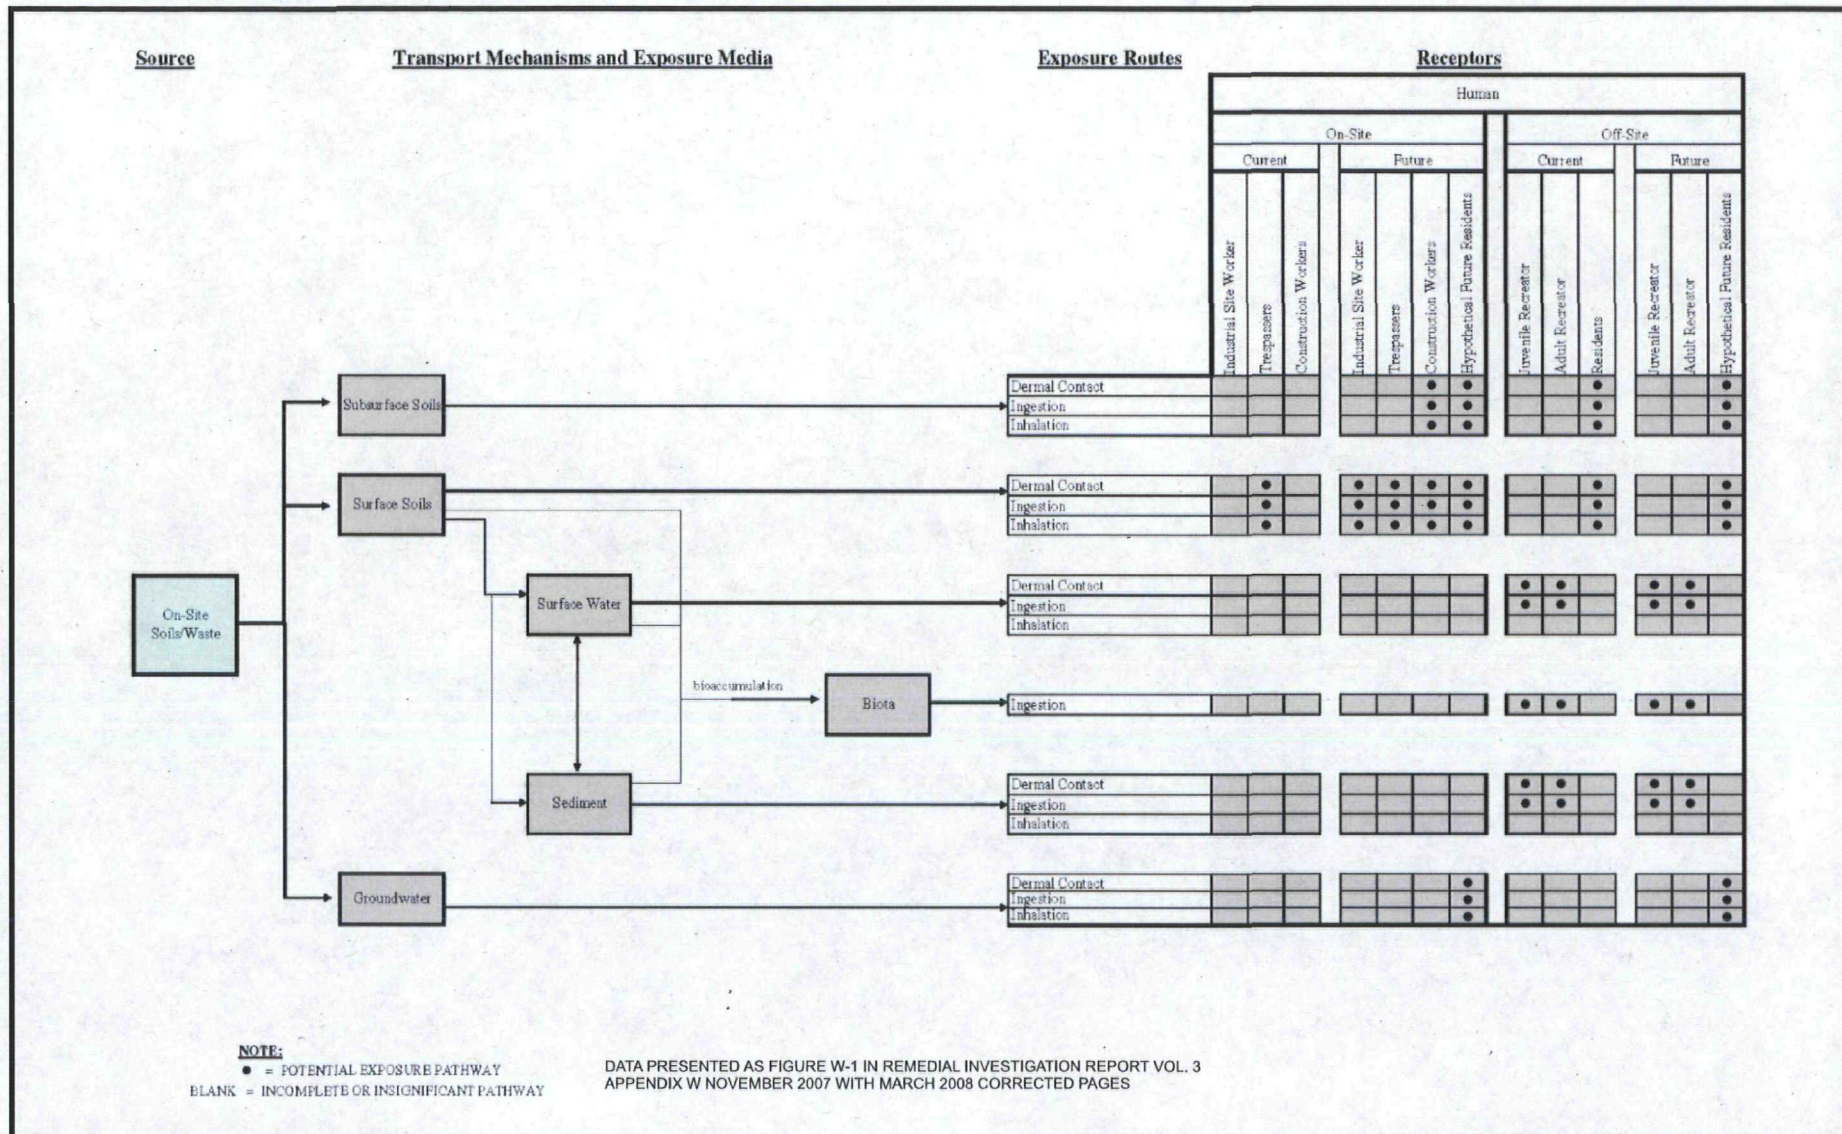 Source
Transport Mechanisms and Exposure Media
Exposure Routes
Receptors
Human
On-Site
Off-Site
Current
Future
Current
Future
Industrial Site Worker
Trespassers
Construction Workers
Industrial Site Worker
Trespassers
Construction Workers
Hypothetical Future Residents
Juvenile Recreator
Adult Recreator
Residents
Juvenile Recreator
Adult Recreator
Hypothetical Future Residents
Subsurface Soils
Dermal Contact
Ingestion
Inhalation
Surface Soils
Dermal Contact
Ingestion
Inhalation
On-Site
Soils/Waste
Surface Water
Dermal Contact
Ingestion
Inhalation
bioaccumulation
Biota
Ingestion
Sediment
Dermal Contact
Ingestion
Inhalation
Groundwater
Dermal Contact
Ingestion
Inhalation
NOTE:
● = POTENTIAL EXPOSURE PATHWAY
BLANK = INCOMPLETE OR INSIGNIFICANT PATHWAY
DATA PRESENTED AS FIGURE W-1 IN REMEDIAL INVESTIGATION REPORT VOL. 3
APPENDIX W NOVEMBER 2007 WITH MARCH 2008 CORRECTED PAGES